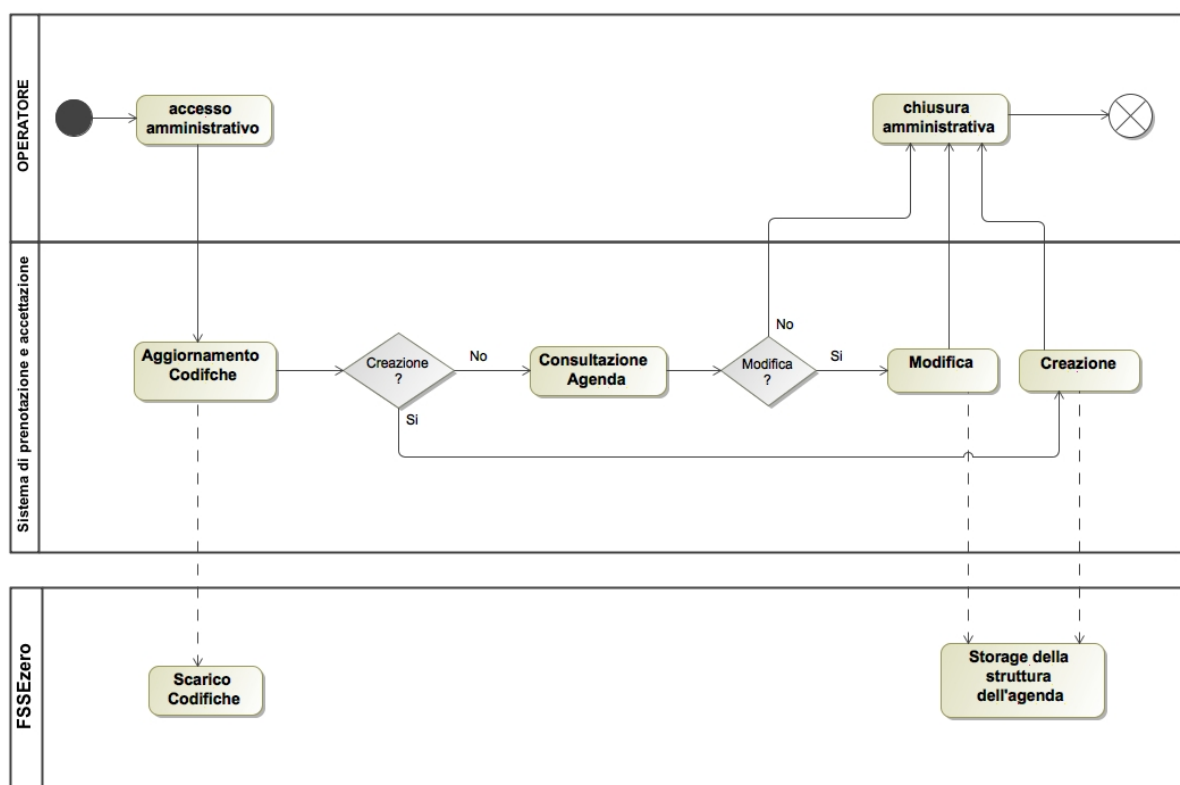 OPERATORE
accesso
amministrativo
chiusura
amministrativa
Sistema di prenotazione e accettazione
Aggiornamento
Codifche
Creazione
?
No
Si
Consultazione
Agenda
Modifica
?
No
Si
Modifica
Creazione
FSSEzero
Scarico
Codifiche
Storage della
struttura
dell'agenda